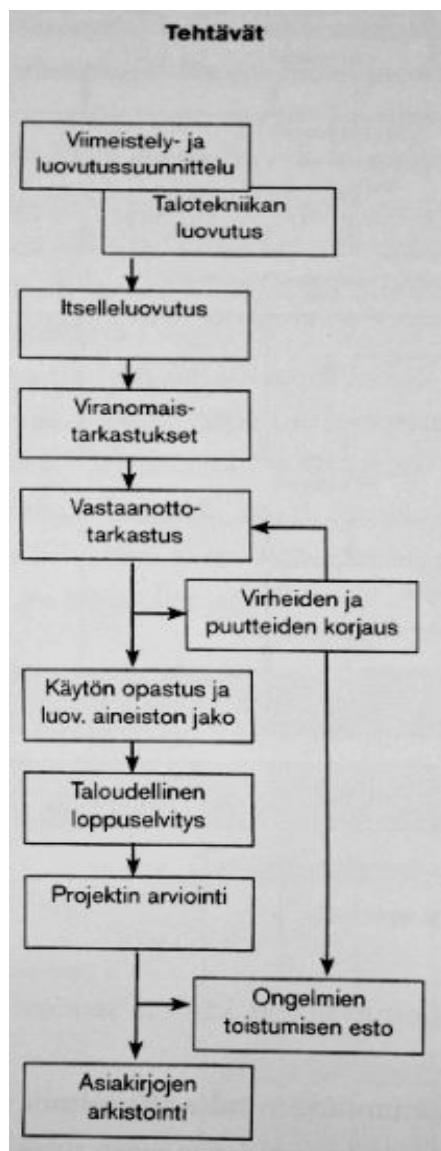 Tehtävät
Viimeistely- ja
luovutussuunnittelu
Talotekniikan
luovutus
Itselleluovutus
Viranomais-
tarkastukset
Vastaanotto-
tarkastus
Virheiden ja
puutteiden korjaus
Käytön opastus ja
luov. aineiston jako
Taloudellinen
loppuselvitys
Projektin arviointi
Ongelmien
toistumisen esto
Asiakirjojen
arkistointi